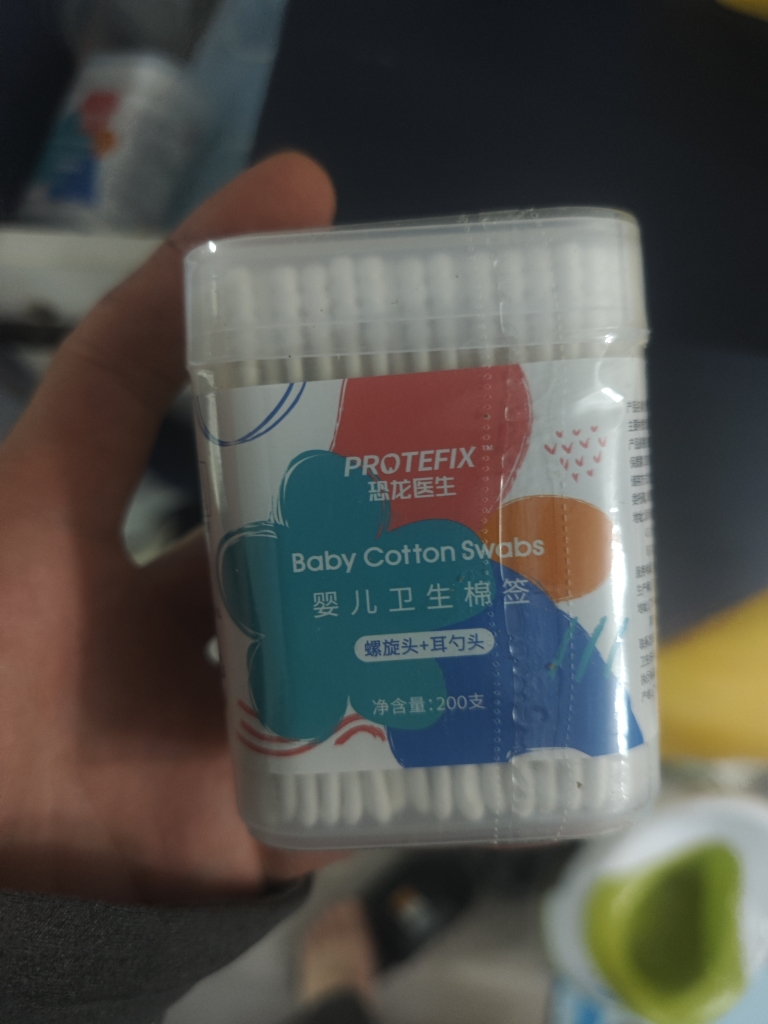 PROTEFIX
恐龙医生
Baby Cotton Swabs
婴儿卫生棉签
螺旋头+耳勺头
净含量:200支